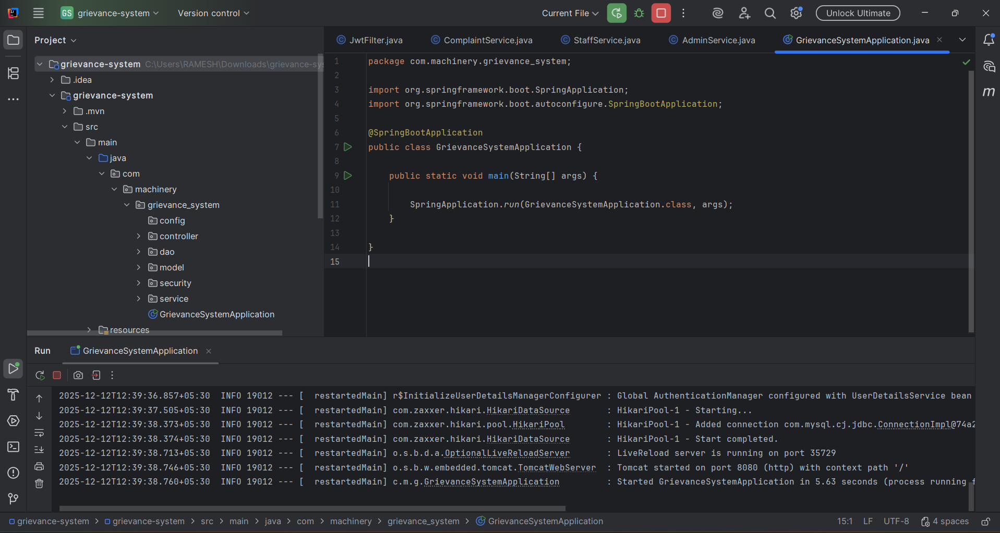 GS grievance-system Version control Current File Unlock Ultimate
Project
JwtFilter.java ComplaintService.java StaffService.java AdminService.java GrievanceSystemApplication.java
grievance-system C:\Users\RAMESH\Downloads\grievance-sy
.idea
grievance-system
.mvn
src
main
java
com
machinery
grievance_system
config
controller
dao
model
security
service
GrievanceSystemApplication
resources
1 package com.machinery.grievance_system;
2
3 import org.springframework.boot.SpringApplication;
4 import org.springframework.boot.autoconfigure.SpringBootApplication;
5
6 @SpringBootApplication
7 public class GrievanceSystemApplication {
8
9 public static void main(String[] args) {
10
11 SpringApplication.run(GrievanceSystemApplication.class, args);
12 }
13
14 }
15
m
Run GrievanceSystemApplication
2025-12-12T12:39:36.857+05:30 INFO 19012 --- [ restartedMain] r$InitializeUserDetailsManagerConfigurer : Global AuthenticationManager configured with UserDetailsService bean
2025-12-12T12:39:37.505+05:30 INFO 19012 --- [ restartedMain] com.zaxxer.hikari.HikariDataSource : HikariPool-1 - Starting...
2025-12-12T12:39:38.373+05:30 INFO 19012 --- [ restartedMain] com.zaxxer.hikari.pool.HikariPool : HikariPool-1 - Added connection com.mysql.cj.jdbc.ConnectionImpl@74a2
2025-12-12T12:39:38.374+05:30 INFO 19012 --- [ restartedMain] com.zaxxer.hikari.HikariDataSource : HikariPool-1 - Start completed.
2025-12-12T12:39:38.713+05:30 INFO 19012 --- [ restartedMain] o.s.b.d.a.OptionalLiveReloadServer : LiveReload server is running on port 35729
2025-12-12T12:39:38.746+05:30 INFO 19012 --- [ restartedMain] o.s.b.w.embedded.tomcat.TomcatWebServer : Tomcat started on port 8080 (http) with context path '/'
2025-12-12T12:39:38.760+05:30 INFO 19012 --- [ restartedMain] c.m.g.GrievanceSystemApplication : Started GrievanceSystemApplication in 5.63 seconds (process running f
grievance-system > grievance-system > src > main > java > com > machinery > grievance_system > GrievanceSystemApplication 15:1 LF UTF-8 4 spaces